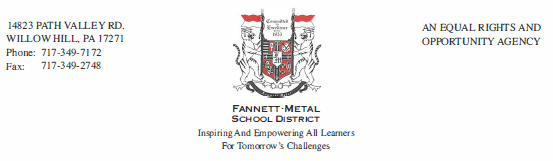 14823 PATH VALLEY RD.
WILLOW HILL, PA 17271
Phone: 717-349-7172
Fax: 717-349-2748
Committed
to
Excellence
FANNETT-METAL
SCHOOL DISTRICT
Inspiring And Empowering All Learners
For Tomorrow's Challenges
AN EQUAL RIGHTS AND
OPPORTUNITY AGENCY